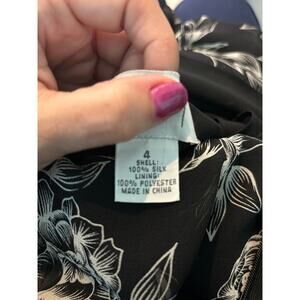 4
SHELL:
100% SILK
LINING:
100% POLYESTER
MADE IN CHINA